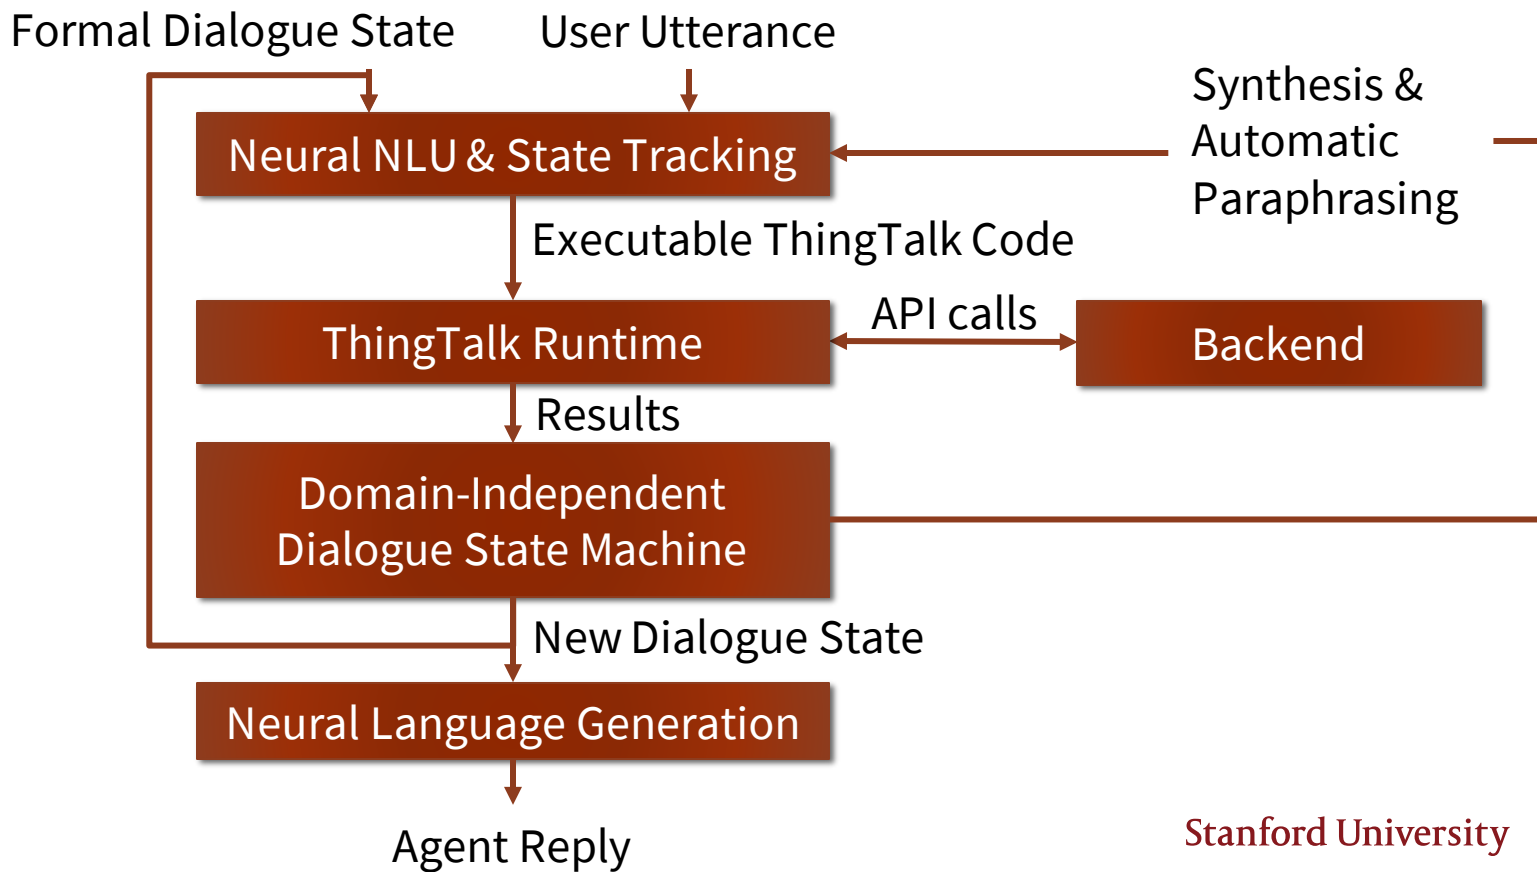 Formal Dialogue State
User Utterance
Synthesis &
Automatic
Paraphrasing
Neural NLU & State Tracking
Executable ThingTalk Code
ThingTalk Runtime
API calls
Backend
Results
Domain-Independent
Dialogue State Machine
New Dialogue State
Neural Language Generation
Agent Reply
Stanford University